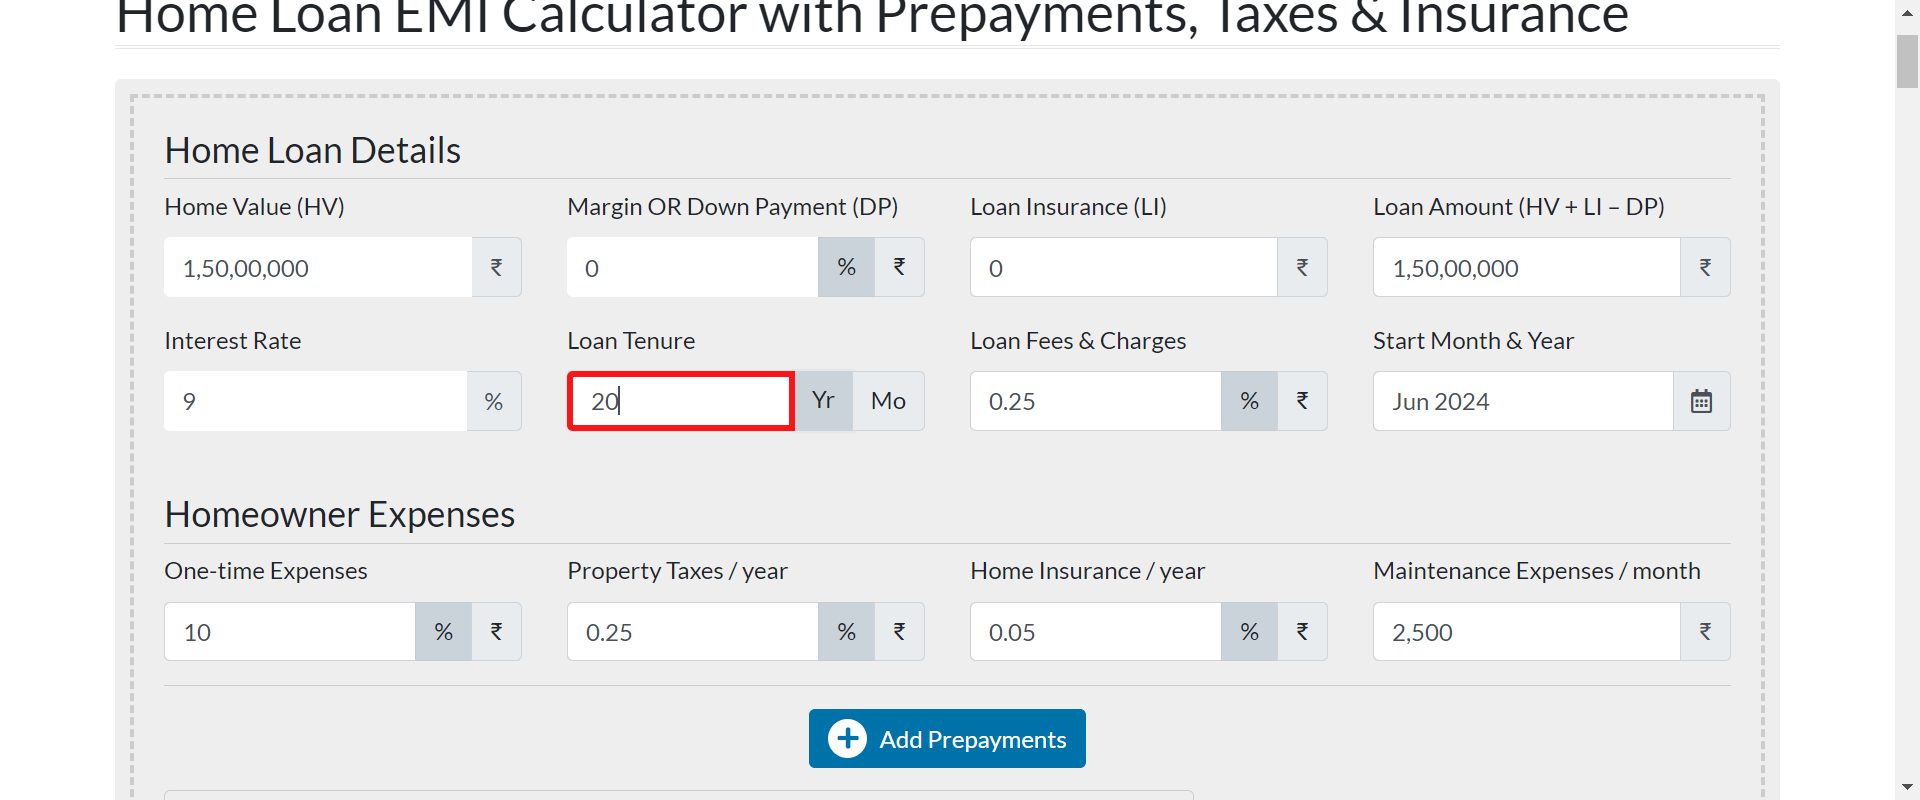 Home Loan EMI Calculator with Prepayments, Taxes & Insurance
Home Loan Details
Home Value (HV) Margin OR Down Payment (DP) Loan Insurance (LI) Loan Amount (HV + LI – DP)
1,50,00,000 ₹ 0 % ₹ 0 ₹ 1,50,00,000 ₹
Interest Rate Loan Tenure Loan Fees & Charges Start Month & Year
9 % 20 Yr Mo 0.25 % ₹ Jun 2024
Homeowner Expenses
One-time Expenses Property Taxes / year Home Insurance / year Maintenance Expenses / month
10 % ₹ 0.25 % ₹ 0.05 % ₹ 2,500 ₹
Add Prepayments